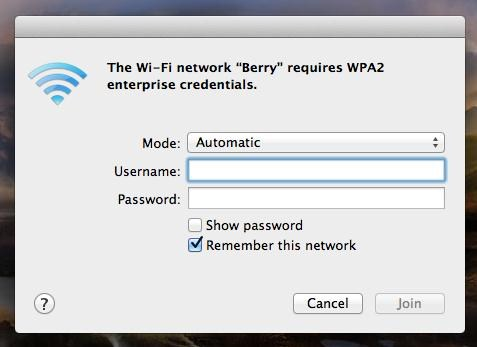 The Wi-Fi network “Berry” requires WPA2
enterprise credentials.
Mode: Automatic
Username:
Password:
Show password
Remember this network
? Cancel Join